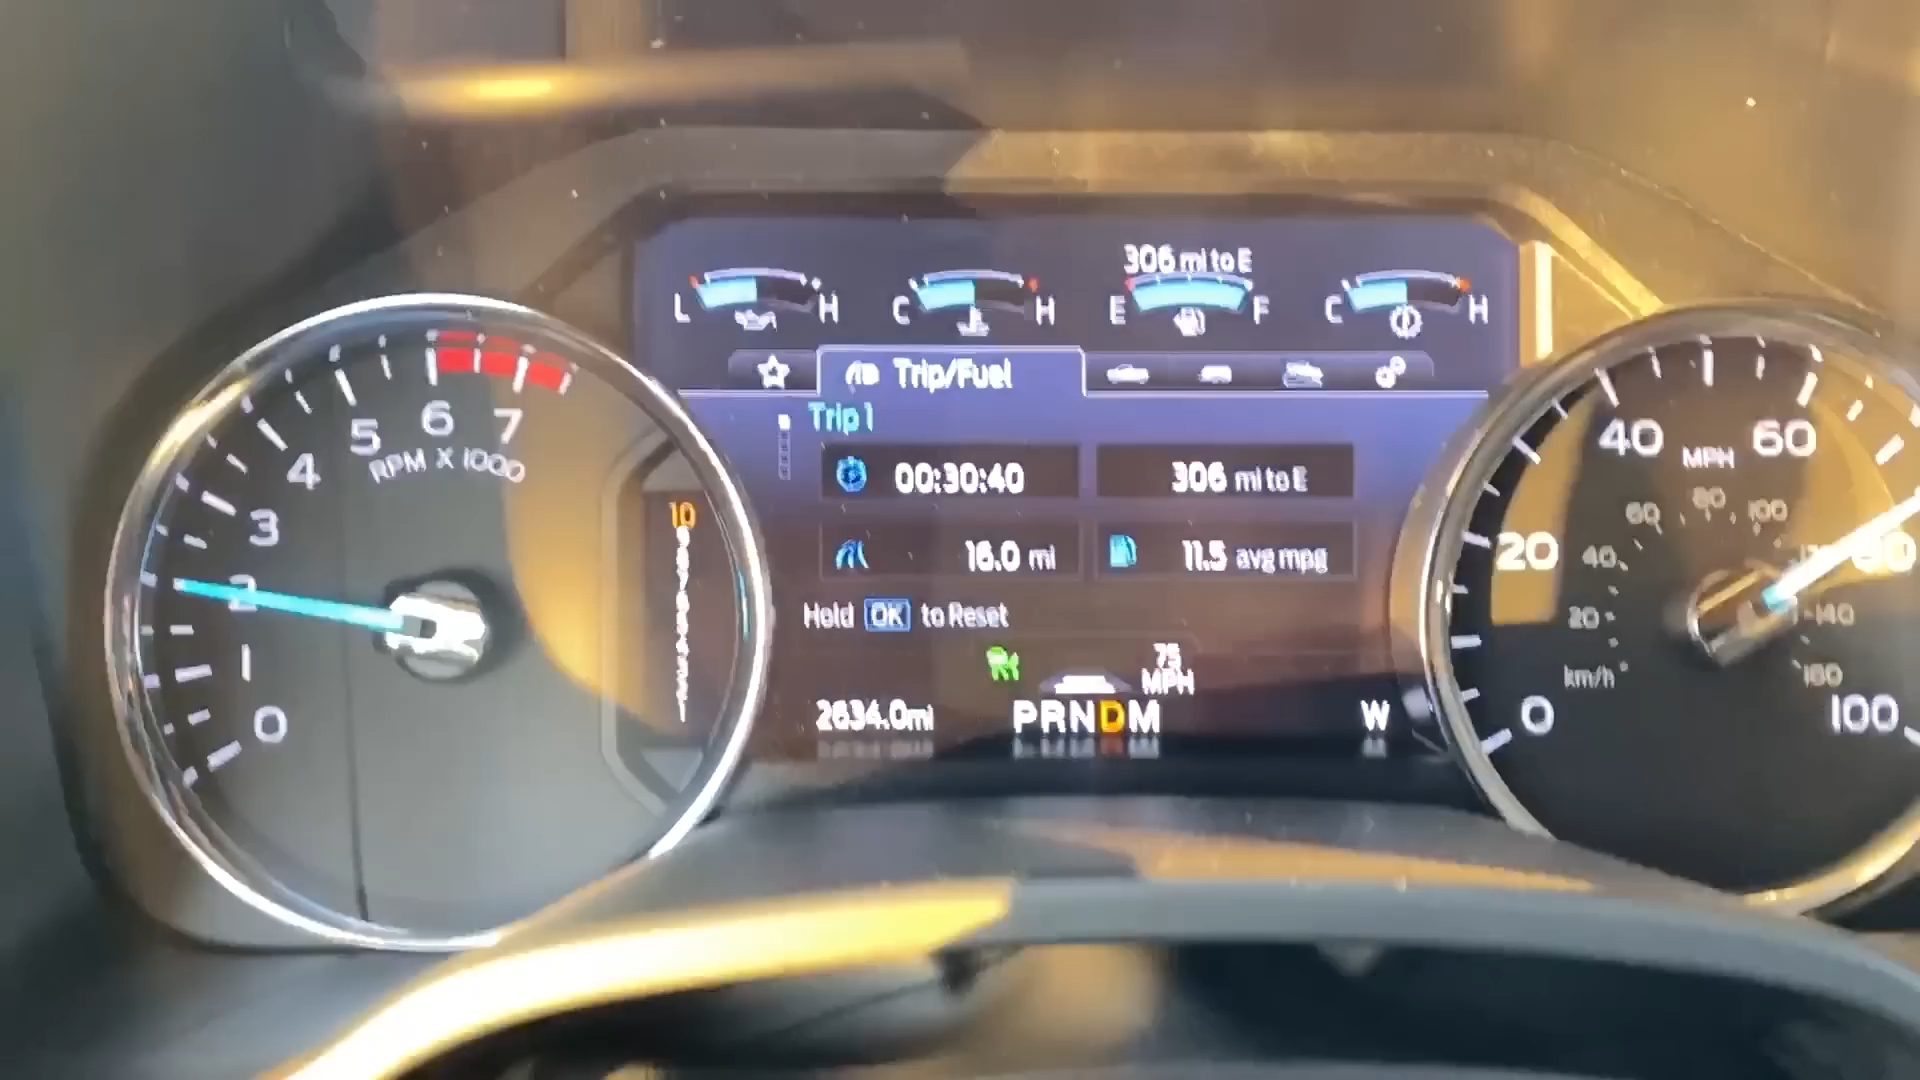 306 mi to E
L H
C H
E F
C H
Trip/Fuel
Trip 1
00:30:40
306 mi to E
16.0 mi
11.5 avg mpg
Hold OK to Reset
75
MPH
2634.0mi
PRNDM
W
0
1
2
3
4
5
6
7
RPM X 1000
10
0
20
40
60
80
100
MPH
km/h
20
40
60
80
100
140
160